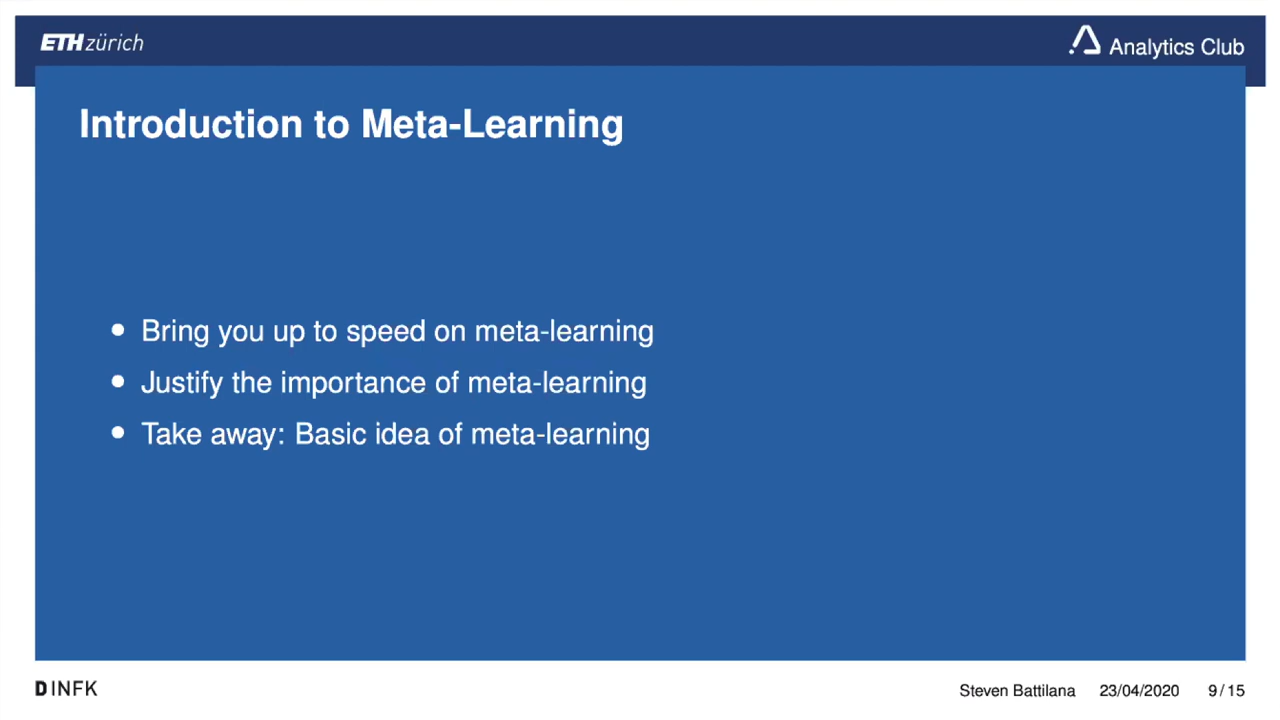 ETH zürich
Analytics Club
Introduction to Meta-Learning
• Bring you up to speed on meta-learning
• Justify the importance of meta-learning
• Take away: Basic idea of meta-learning
D INFK
Steven Battilana 23/04/2020 9/15